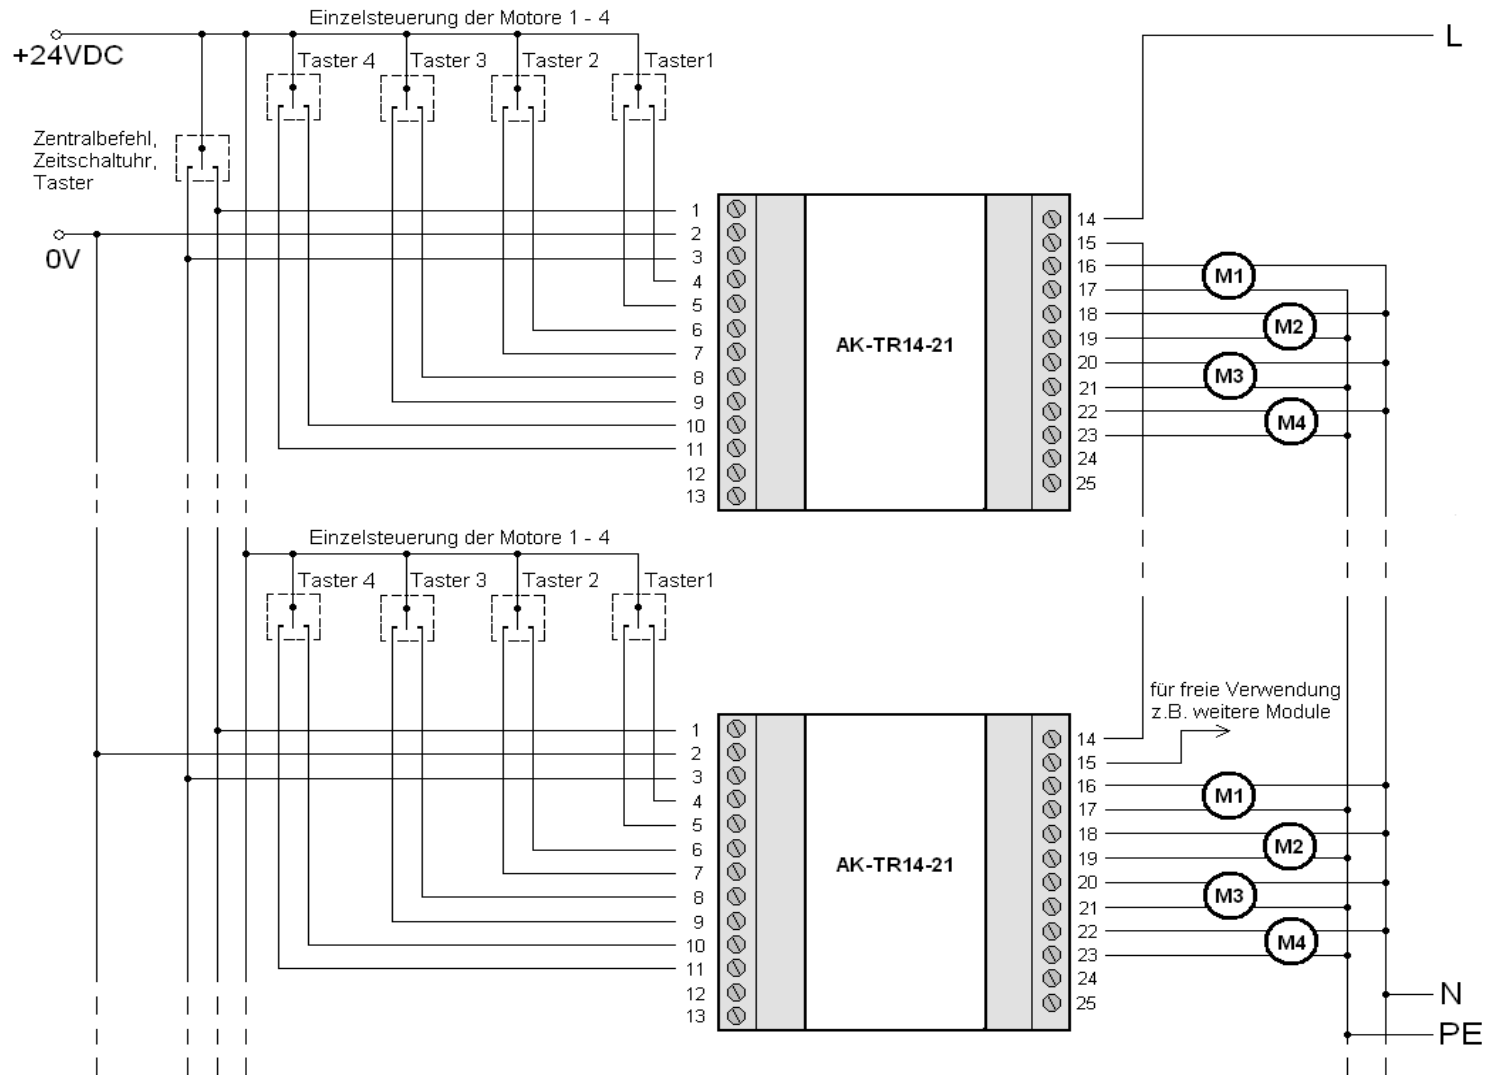 Einzelsteuerung der Motore 1 - 4
+24VDC
Taster 4
Taster 3
Taster 2
Taster1
L
Zentralbefehl,
Zeitschaltuhr,
Taster
0V
1
2
3
4
5
6
7
8
9
10
11
12
13
AK-TR14-21
14
15
16
17
18
19
20
21
22
23
24
25
M1
M2
M3
M4
Einzelsteuerung der Motore 1 - 4
Taster 4
Taster 3
Taster 2
Taster1
für freie Verwendung
z.B. weitere Module
1
2
3
4
5
6
7
8
9
10
11
12
13
AK-TR14-21
14
15
16
17
18
19
20
21
22
23
24
25
M1
M2
M3
M4
N
PE